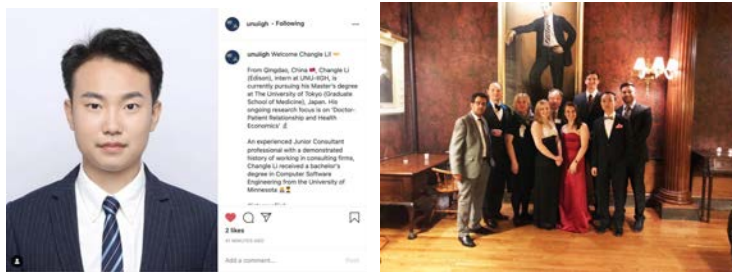 unuiigh • Following
unuiigh Welcome Changle Li!
From Qingdao, China 🇨🇳, Changle Li
(Edison), intern at UNU-IIGH, is
currently pursuing his Master's degree
at The University of Tokyo (Graduate
School of Medicine), Japan. His
ongoing research focus is on 'Doctor-
Patient Relationship and Health
Economics'
An experienced Junior Consultant
professional with a demonstrated
history of working in consulting firms,
Changle Li received a bachelor's
degree in Computer Software
Engineering from the University of
Minnesota
2 likes
41 MINUTES AGO
Add a comment...
Post